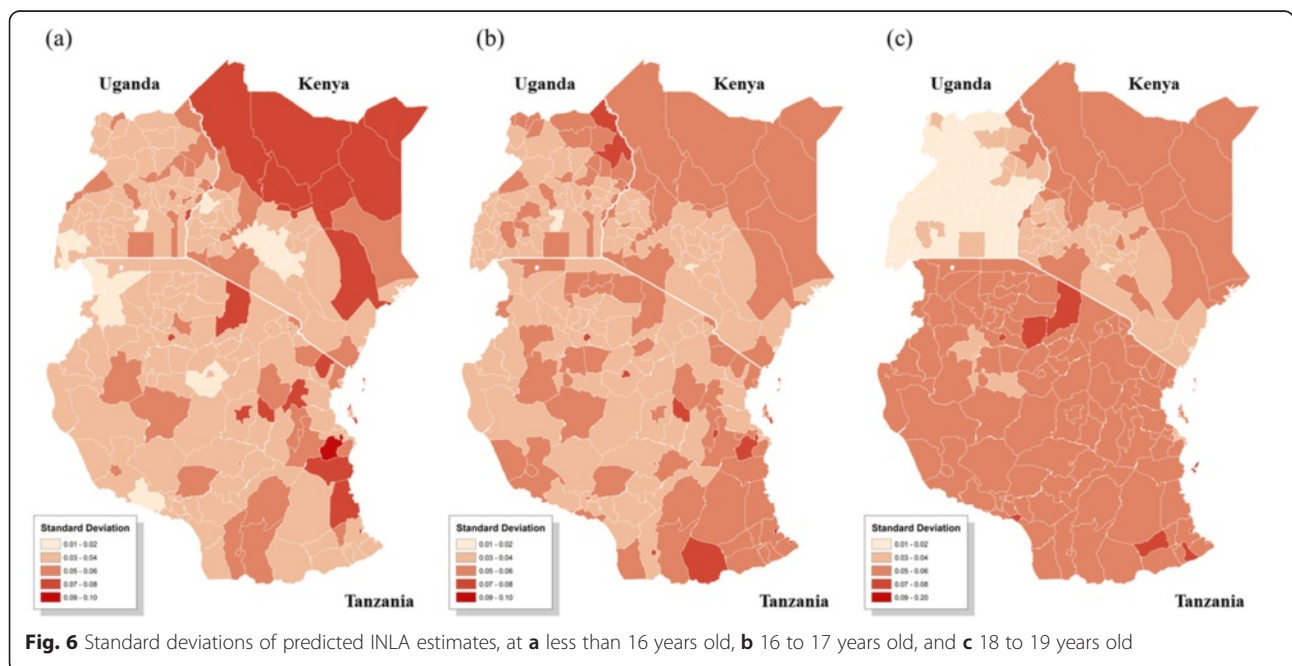 (a)
(b)
(c)
Uganda
Kenya
Uganda
Kenya
Uganda
Kenya
Standard Deviation
0.01 - 0.02
0.03 - 0.04
0.05 - 0.06
0.07 - 0.08
0.09 - 0.10
Tanzania
Standard Deviation
0.01 - 0.02
0.03 - 0.04
0.05 - 0.06
0.07 - 0.08
0.09 - 0.10
Tanzania
Standard Deviation
0.01 - 0.02
0.03 - 0.04
0.05 - 0.06
0.07 - 0.08
0.09 - 0.20
Tanzania
Fig. 6 Standard deviations of predicted INLA estimates, at a less than 16 years old, b 16 to 17 years old, and c 18 to 19 years old